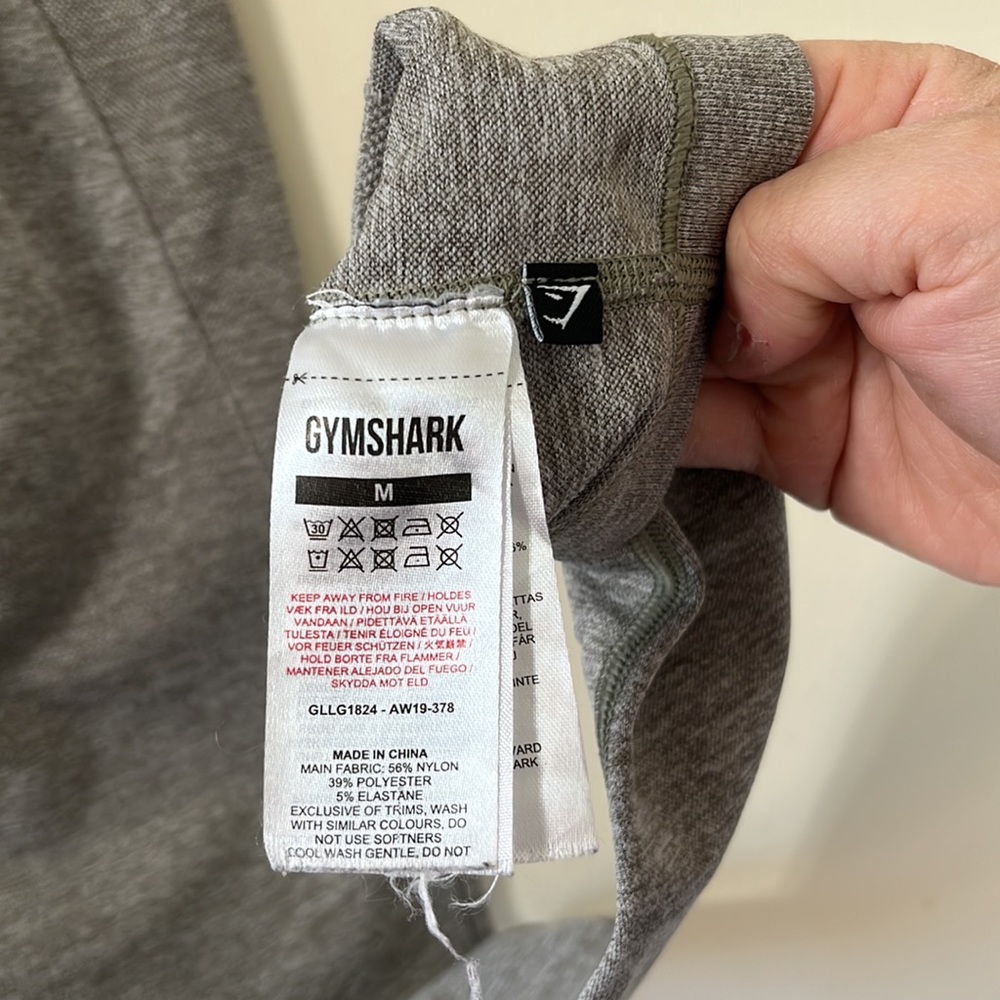 GYMSHARK
M
30
KEEP AWAY FROM FIRE / HOLDES
VÆK FRA ILD / HOU BIJ OPEN VUUR
VANDAAN / PIDETTÄVÄ ETÄÄLLÄ
TULESTA / TENIR ÉLOIGNÉ DU FEU /
VOR FEUER SCHÜTZEN / 火気厳禁 /
HOLD BORTE FRA FLAMMER /
MANTENER ALEJADO DEL FUEGO /
SKYDDA MOT ELD
GLLG1824 - AW19-378
MADE IN CHINA
MAIN FABRIC: 56% NYLON
39% POLYESTER
5% ELASTANE
EXCLUSIVE OF TRIMS, WASH
WITH SIMILAR COLOURS, DO
NOT USE SOFTNERS
COOL WASH GENTLE, DO NOT